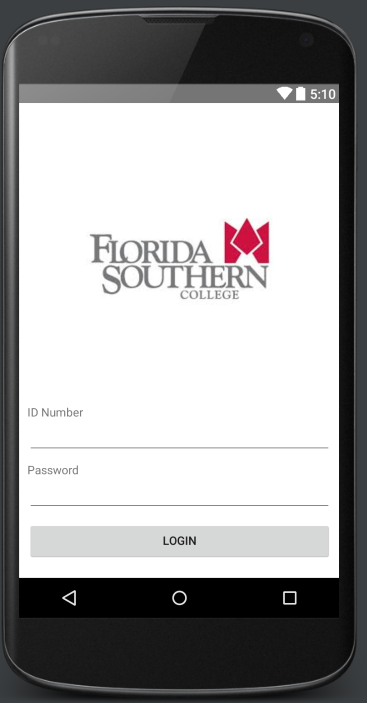 5:10
FLORIDA
SOUTHERN
COLLEGE
ID Number
Password
LOGIN